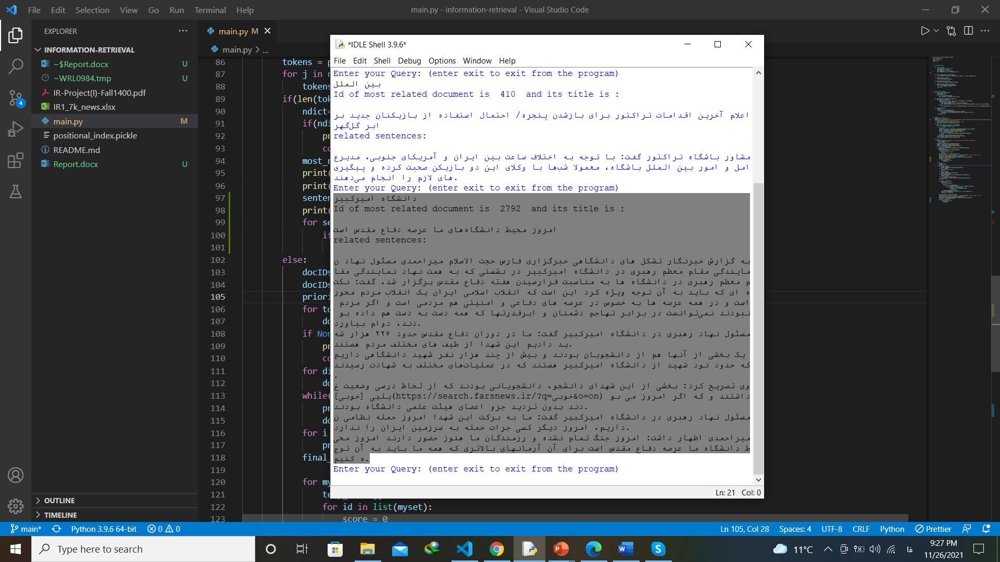 File Edit Selection View Go Run Terminal Help
main.py - information-retrieval - Visual Studio Code
EXPLORER
INFORMATION-RETRIEVAL
~$Report.docx U
~WRL0984.tmp U
IR-Project(I)-Fall1400.pdf
IR1_7k_news.xlsx
main.py M
positional_index.pickle
README.md
Report.docx U
OUTLINE
TIMELINE
4
main.py M
main.py > ...
86 tokens = p
87 for j in r
88 tokens
89 if(len(tok
90 ndict=
91 if(ndi
92 pr
93 co
94 most_r
95 print(
96 print(
97 senten
98 print(
99 for se
100 if
101
102 else:
103 docIDs
104 docIDs
105 priori
106 for to
107 do
108 if Non
109 pr
110 co
111 for di
112 do
113 while(
114 pr
115 do
116 for i
117 pr
118 final_
119
120 for my
121 te
122 for id in list(myset):
123 score = 0
*IDLE Shell 3.9.6*
File Edit Shell Debug Options Window Help
Enter your Query: (enter exit to exit from the program)
بین الملل
Id of most related document is 410 and its title is :
اعلام آخرین اقدامات تراکتور برای بازشدن پنجره/ احتمال استفاده از بازیکنان جدید بر
ابر گل‌گهر
related sentences:
مشاور باشگاه تراکتور گفت: با توجه به اختلاف ساعت بین ایران و آمریکای جنوبی، مدیرع
امل و امور بین الملل باشگاه، معمولا شب‌ها با وکلای این دو بازیکن صحبت کرده و پیگیری
های لازم را انجام می‌دهند.
Enter your Query: (enter exit to exit from the program)
دانشگاه امیرکبیر
Id of most related document is 2792 and its title is :
امروز محیط دانشگاه‌های ما عرصه دفاع مقدس است
related sentences:
به گزارش خبرنگار تشکل های دانشگاهی خبرگزاری فارس حجت الاسلام میراحمدی مسئول نهاد ن
مایندگی مقام معظم رهبری در دانشگاه امیرکبیر در نشستی که به همت نهاد نمایندگی مقا
م معظم رهبری در دانشگاه ها به مناسبت فرارسیدن هفته دفاع مقدس برگزار شد، گفت: نکت
ه ای که باید به آن توجه ویژه کرد این است که انقلاب اسلامی ایران یک انقلاب مردم محور
است و در همه عرصه ها به خصوص در عرصه های دفاعی و امنیتی هم مردمی است و اگر مردم
نبودند نمی‌توانست در برابر تهاجم دشمنان و ابرقدرتها که همه دست به دست هم داده بو
دند، دوام بیاورد.
مسئول نهاد رهبری در دانشگاه امیرکبیر گفت: ما در دوران دفاع مقدس حدود ۲۲۶ هزار شه
ید دادیم این شهدا از طیف های مختلف مردم هستند.
یک بخشی از آنها هم از دانشجویان بودند و بیش از چند هزار نفر شهید دانشگاهی داریم
که حدود نود شهید از دانشگاه امیرکبیر هستند که در عملیات‌های مختلف به شهادت رسیدند
.
وی تصریح کرد: بخشی از این شهدای دانشجو، دانشجویانی بودند که از لحاظ درسی وضعیت خ
یلیی [خوبی](https://search.farsnews.ir/?q=خوبی&o=on) داشتند و که اگر امروز می بو
دند بدون تردید جزو اعضای هیئت علمی دانشگاه بودند.
مسئول نهاد رهبری در دانشگاه امیرکبیر گفت: ما به برکت این شهدا امروز حمله نظامی ن
داریم، امروز دیگر کسی جرات حمله به سرزمین ایران را ندارد.
میراحمدی اظهار داشت: امروز جنگ تمام نشده و رزمندگان ما هنوز حضور دارند امروز محی
ط دانشگاه ما عرصه دفاع مقدس است برای آن آرمانهای بالاتری که همه ما باید به آن توج
ه کنیم.
Enter your Query: (enter exit to exit from the program)
Ln: 21 Col: 0
main* Python 3.9.6 64-bit 0 0
Ln 105, Col 28 Spaces: 4 UTF-8 CRLF Python Prettier
Type here to search
11°C فا 9:27 PM
11/26/2021